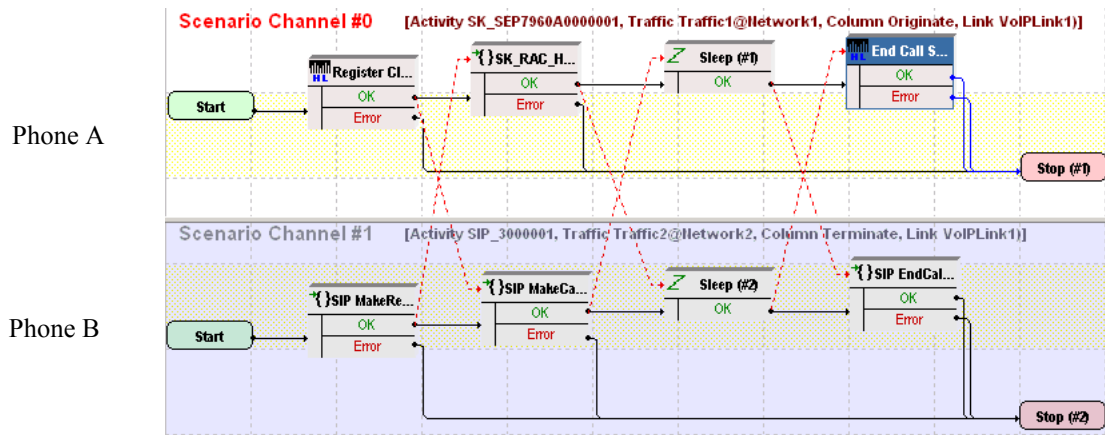 Scenario Channel #0 [Activity SK_SEP7960A0000001, Traffic Traffic1@Network1, Column Originate, Link VoIPLink1)]
Register Cl... {}SK_RAC_H... Sleep (#1) End Call S...
HL OK OK OK HL OK
Error Error Error
Start
Phone A
Stop (#1)
Scenario Channel #1 [Activity SIP_3000001, Traffic Traffic2@Network2, Column Terminate, Link VoIPLink1)]
{}SIP MakeRe... {}SIP MakeCa... Sleep (#2) {}SIP EndCal...
OK OK OK OK
Error Error Error
Phone B
Start
Stop (#2)